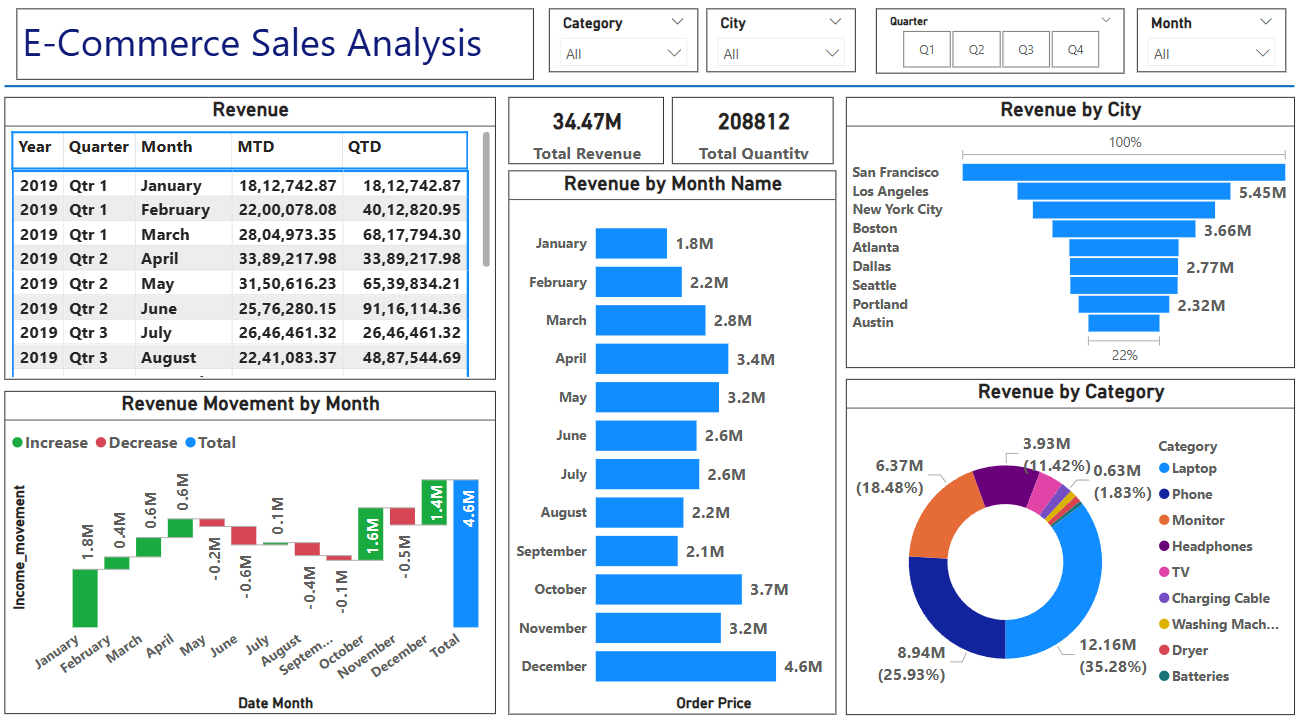 E-Commerce Sales Analysis
Category
All
City
All
Quarter
Q1 Q2 Q3 Q4
Month
All
Revenue
Year Quarter Month MTD QTD
2019 Qtr 1 January 18,12,742.87 18,12,742.87
2019 Qtr 1 February 22,00,078.08 40,12,820.95
2019 Qtr 1 March 28,04,973.35 68,17,794.30
2019 Qtr 2 April 33,89,217.98 33,89,217.98
2019 Qtr 2 May 31,50,616.23 65,39,834.21
2019 Qtr 2 June 25,76,280.15 91,16,114.36
2019 Qtr 3 July 26,46,461.32 26,46,461.32
2019 Qtr 3 August 22,41,083.37 48,87,544.69
34.47M
Total Revenue
208812
Total Quantity
Revenue by Month Name
January 1.8M
February 2.2M
March 2.8M
April 3.4M
May 3.2M
June 2.6M
July 2.6M
August 2.2M
September 2.1M
October 3.7M
November 3.2M
December 4.6M
Order Price
Revenue by City
100%
San Francisco
Los Angeles 5.45M
New York City
Boston 3.66M
Atlanta
Dallas 2.77M
Seattle
Portland 2.32M
Austin
22%
Revenue Movement by Month
Increase Decrease Total
Income_movement
1.8M
0.4M
0.6M
0.6M
-0.2M
-0.6M
0.1M
-0.4M
-0.1M
1.6M
-0.5M
1.4M
4.6M
January
February
March
April
May
June
July
August
Septem...
October
November
December
Total
Date Month
Revenue by Category
3.93M
(11.42%)
0.63M
(1.83%)
6.37M
(18.48%)
8.94M
(25.93%)
12.16M
(35.28%)
Category
Laptop
Phone
Monitor
Headphones
TV
Charging Cable
Washing Mach...
Dryer
Batteries